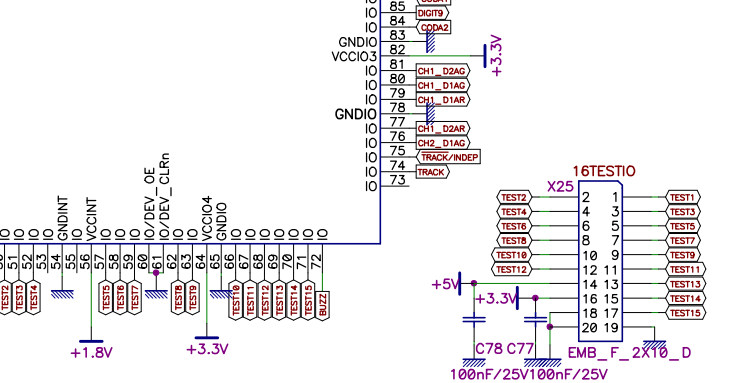 IO 85 DIGIT9
IO 84 CODA2
GNDIO 83
VCCIO3 82 +3.3V
IO 81 CH1_D2AG
IO 80 CH1_D1AG
IO 79 CH1_D1AR
GNDIO 78
IO 77 CH1_D2AR
IO 76 CH2_D1AG
IO 75 TRACK/INDEP
IO 74 TRACK
IO 73
IO IO IO IO GNDINT IO VCCINT IO IO IO IO/DEV_OE IO/DEV_CLRn IO IO VCCIO4 GNDIO IO IO IO IO IO IO IO
51 52 53 54 55 56 57 58 59 60 61 62 63 64 65 66 67 68 69 70 71 72
TEST2 TEST3 TEST4 TEST5 TEST6 TEST7 TEST8 TEST9 TEST10 TEST11 TEST12 TEST13 TEST14 TEST15 BUZZ
+1.8V
+3.3V
16TESTIO
X25
TEST2 2 1 TEST1
TEST4 4 3 TEST3
TEST6 6 5 TEST5
TEST8 8 7 TEST7
TEST10 10 9 TEST9
TEST12 12 11 TEST11
+5V 14 13 TEST13
+3.3V 16 15 TEST14
18 17 TEST15
20 19
C78 C77 EMB_F_2X10_D
100nF/25V 100nF/25V